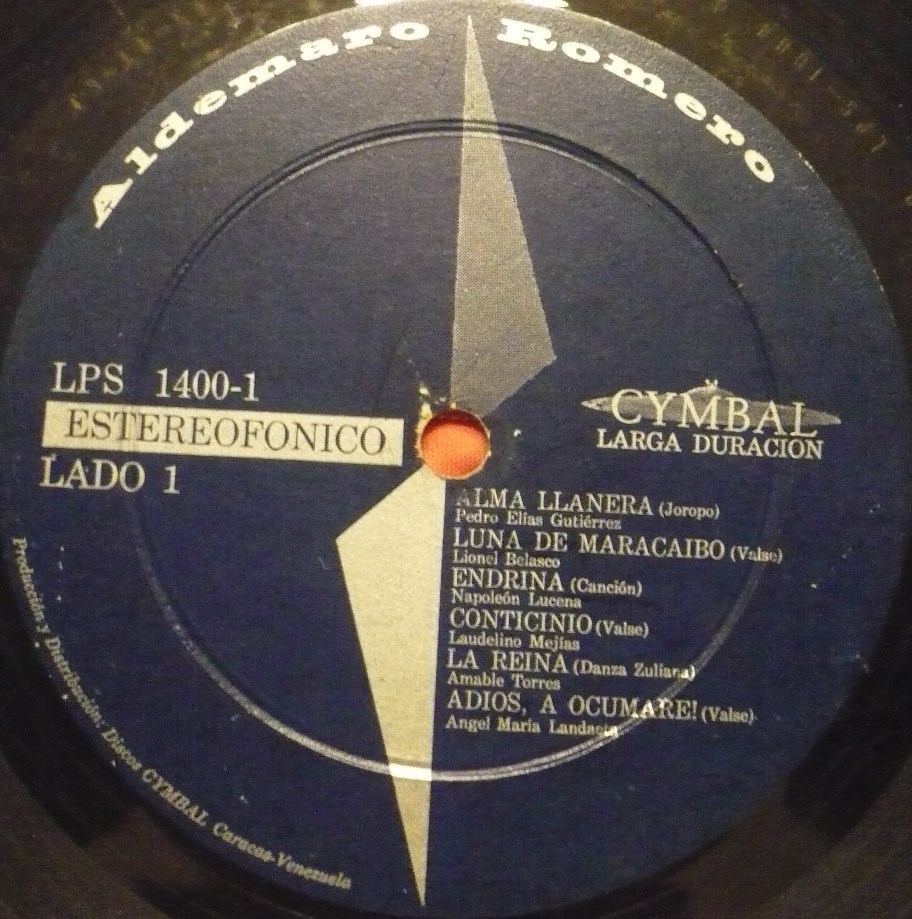 Aldemaro Romero
LPS 1400-1
ESTEREOFONICO
LADO 1
CYMBAL
LARGA DURACION
ALMA LLANERA (Joropo)
Pedro Elías Gutiérrez
LUNA DE MARACAIBO (Valse)
Lionel Belasco
ENDRINA (Canción)
Napoleón Lucena
CONTICINIO (Valse)
Laudelino Mejías
LA REINA (Danza Zuliana)
Amable Torres
ADIOS, A OCUMARE! (Valse)
Angel María Landaeta
Producción y Distribución: Discos CYMBAL Caracas-Venezuela